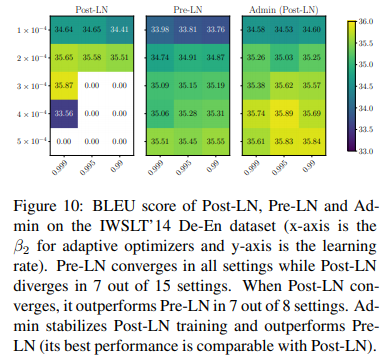 Post-LN Pre-LN Admin (Post-LN)
1 × 10⁻⁴ 34.64 34.65 34.41 33.98 33.81 33.76 34.58 34.53 34.60 36.0
35.5
2 × 10⁻⁴ 35.65 35.58 35.51 34.74 34.91 34.87 35.26 35.03 35.25
35.0
3 × 10⁻⁴ 35.87 0.00 0.00 35.09 35.15 35.19 35.38 35.62 35.57
34.5
4 × 10⁻⁴ 33.56 0.00 0.00 35.06 35.28 35.31 35.74 35.89 35.69
34.0
33.5
5 × 10⁻⁴ 0.00 0.00 0.00 35.51 35.45 35.55 35.61 35.83 35.84
33.0
0.999 0.995 0.99 0.999 0.995 0.99 0.999 0.995 0.99
Figure 10: BLEU score of Post-LN, Pre-LN and Ad-
min on the IWSLT'14 De-En dataset (x-axis is the
β₂ for adaptive optimizers and y-axis is the learning
rate). Pre-LN converges in all settings while Post-LN
diverges in 7 out of 15 settings. When Post-LN con-
verges, it outperforms Pre-LN in 7 out of 8 settings. Ad-
min stabilizes Post-LN training and outperforms Pre-
LN (its best performance is comparable with Post-LN).